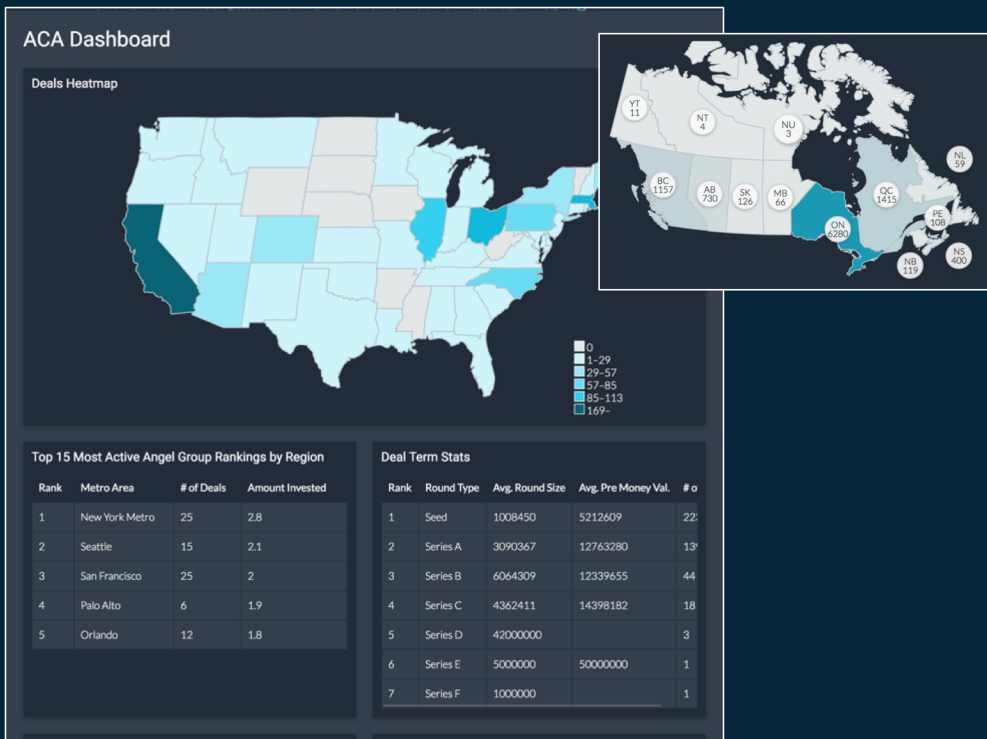 ACA Dashboard
Deals Heatmap
0
1–29
29–57
57–85
85–113
169–
YT
11
NT
4
NU
3
BC
1157
AB
730
SK
126
MB
66
ON
6280
QC
1415
NL
59
PE
108
NS
400
NB
119
Top 15 Most Active Angel Group Rankings by Region
Rank Metro Area # of Deals Amount Invested
1 New York Metro 25 2.8
2 Seattle 15 2.1
3 San Francisco 25 2
4 Palo Alto 6 1.9
5 Orlando 12 1.8
Deal Term Stats
Rank Round Type Avg. Round Size Avg. Pre Money Val. # o
1 Seed 1008450 5212609
2 Series A 3090367 12763280
3 Series B 6064309 12339655 44
4 Series C 4362411 14398182 18
5 Series D 42000000 3
6 Series E 5000000 50000000 1
7 Series F 1000000 1